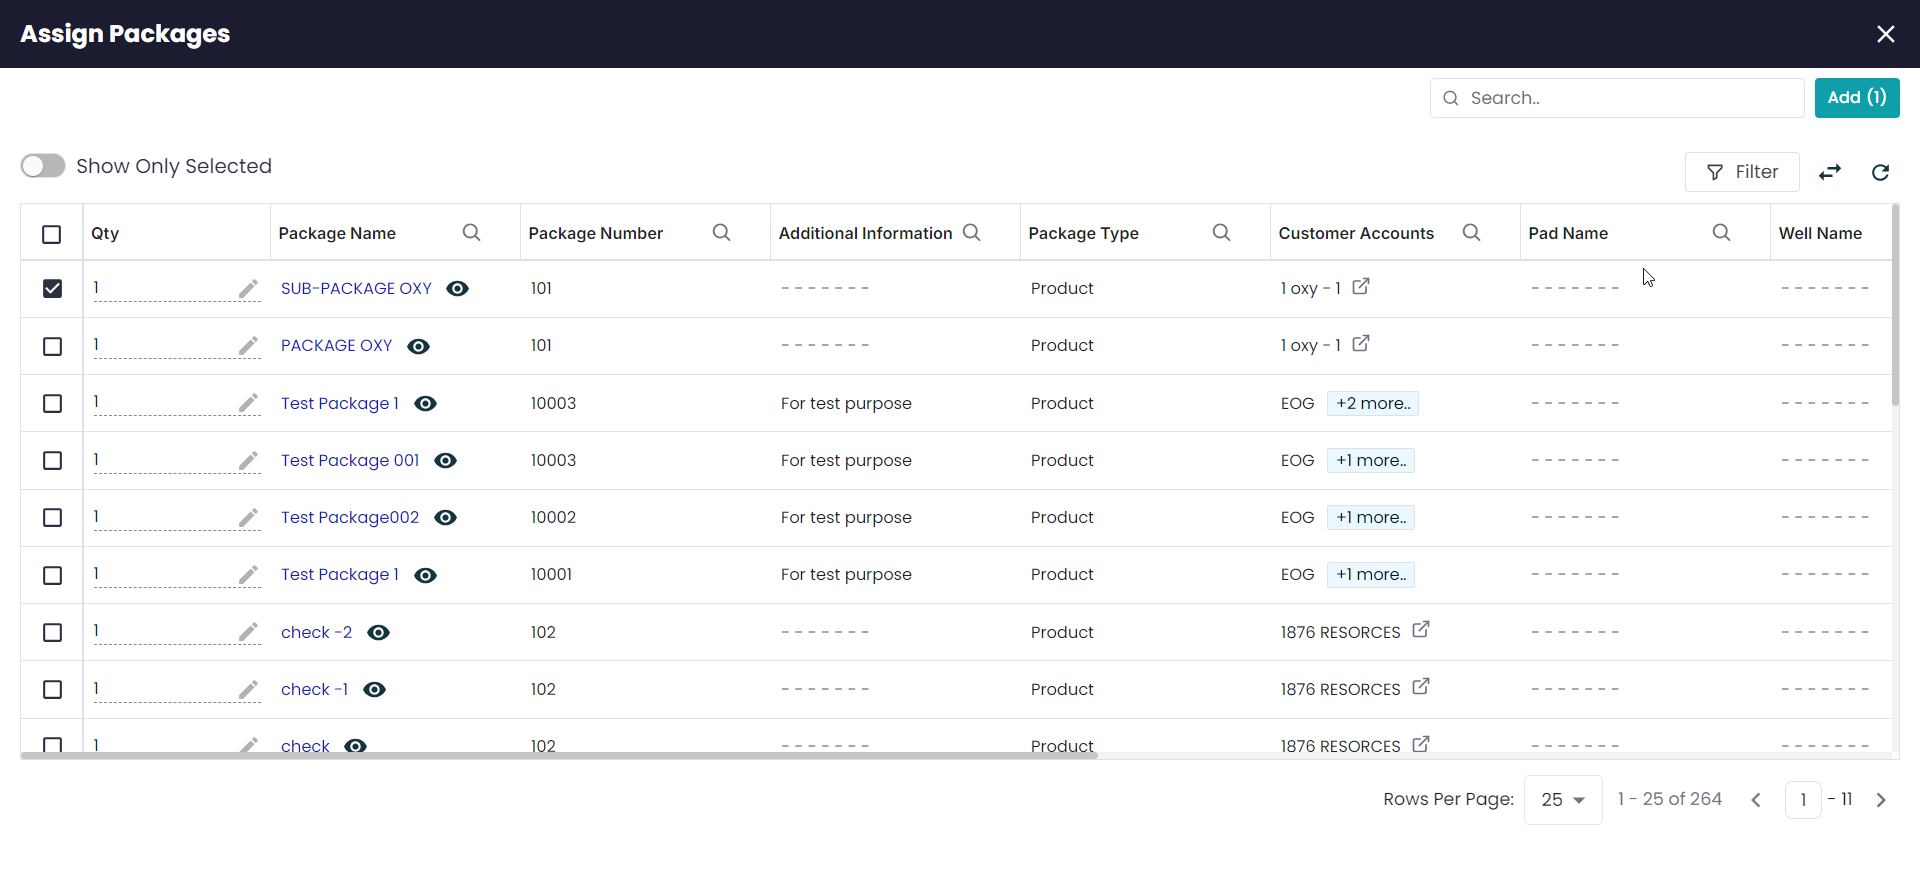 Assign Packages
Search..
Add (1)
Show Only Selected
Filter
Qty Package Name Package Number Additional Information Package Type Customer Accounts Pad Name Well Name
1 SUB-PACKAGE OXY 101 - - - - - - - Product 1 oxy - 1 - - - - - - - - - - - - - -
1 PACKAGE OXY 101 - - - - - - - Product 1 oxy - 1 - - - - - - - - - - - - - -
1 Test Package 1 10003 For test purpose Product EOG +2 more.. - - - - - - - - - - - - - -
1 Test Package 001 10003 For test purpose Product EOG +1 more.. - - - - - - - - - - - - - -
1 Test Package002 10002 For test purpose Product EOG +1 more.. - - - - - - - - - - - - - -
1 Test Package 1 10001 For test purpose Product EOG +1 more.. - - - - - - - - - - - - - -
1 check -2 102 - - - - - - - Product 1876 RESORCES - - - - - - - - - - - - - -
1 check -1 102 - - - - - - - Product 1876 RESORCES - - - - - - - - - - - - - -
1 check 102 - - - - - - - Product 1876 RESORCES - - - - - - - - - - - - - -
Rows Per Page: 25 1 - 25 of 264 1 - 11